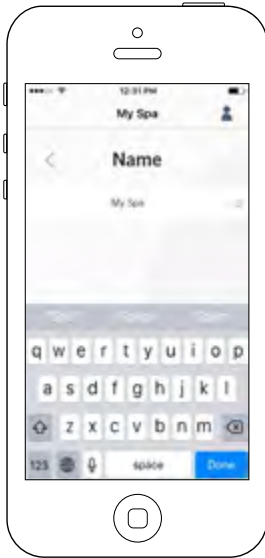 12:31 PM
My Spa
Name
My Spa
q w e r t y u i o p
a s d f g h j k l
z x c v b n m
123 space Done